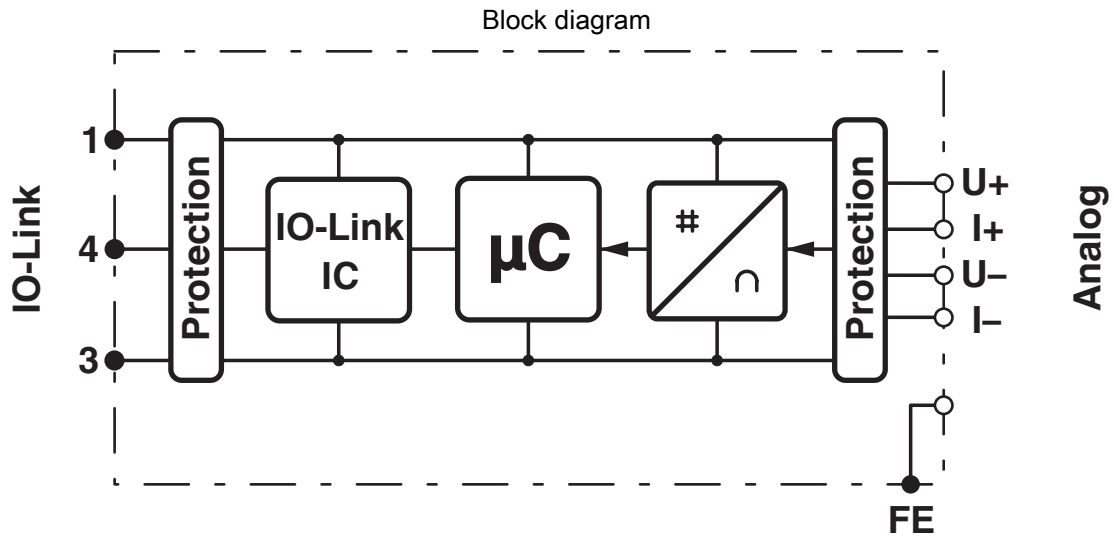 Block diagram
IO-Link
1
4
3
Protection
IO-Link
IC
µC
#
∩
Protection
U+
I+
U−
I−
Analog
FE